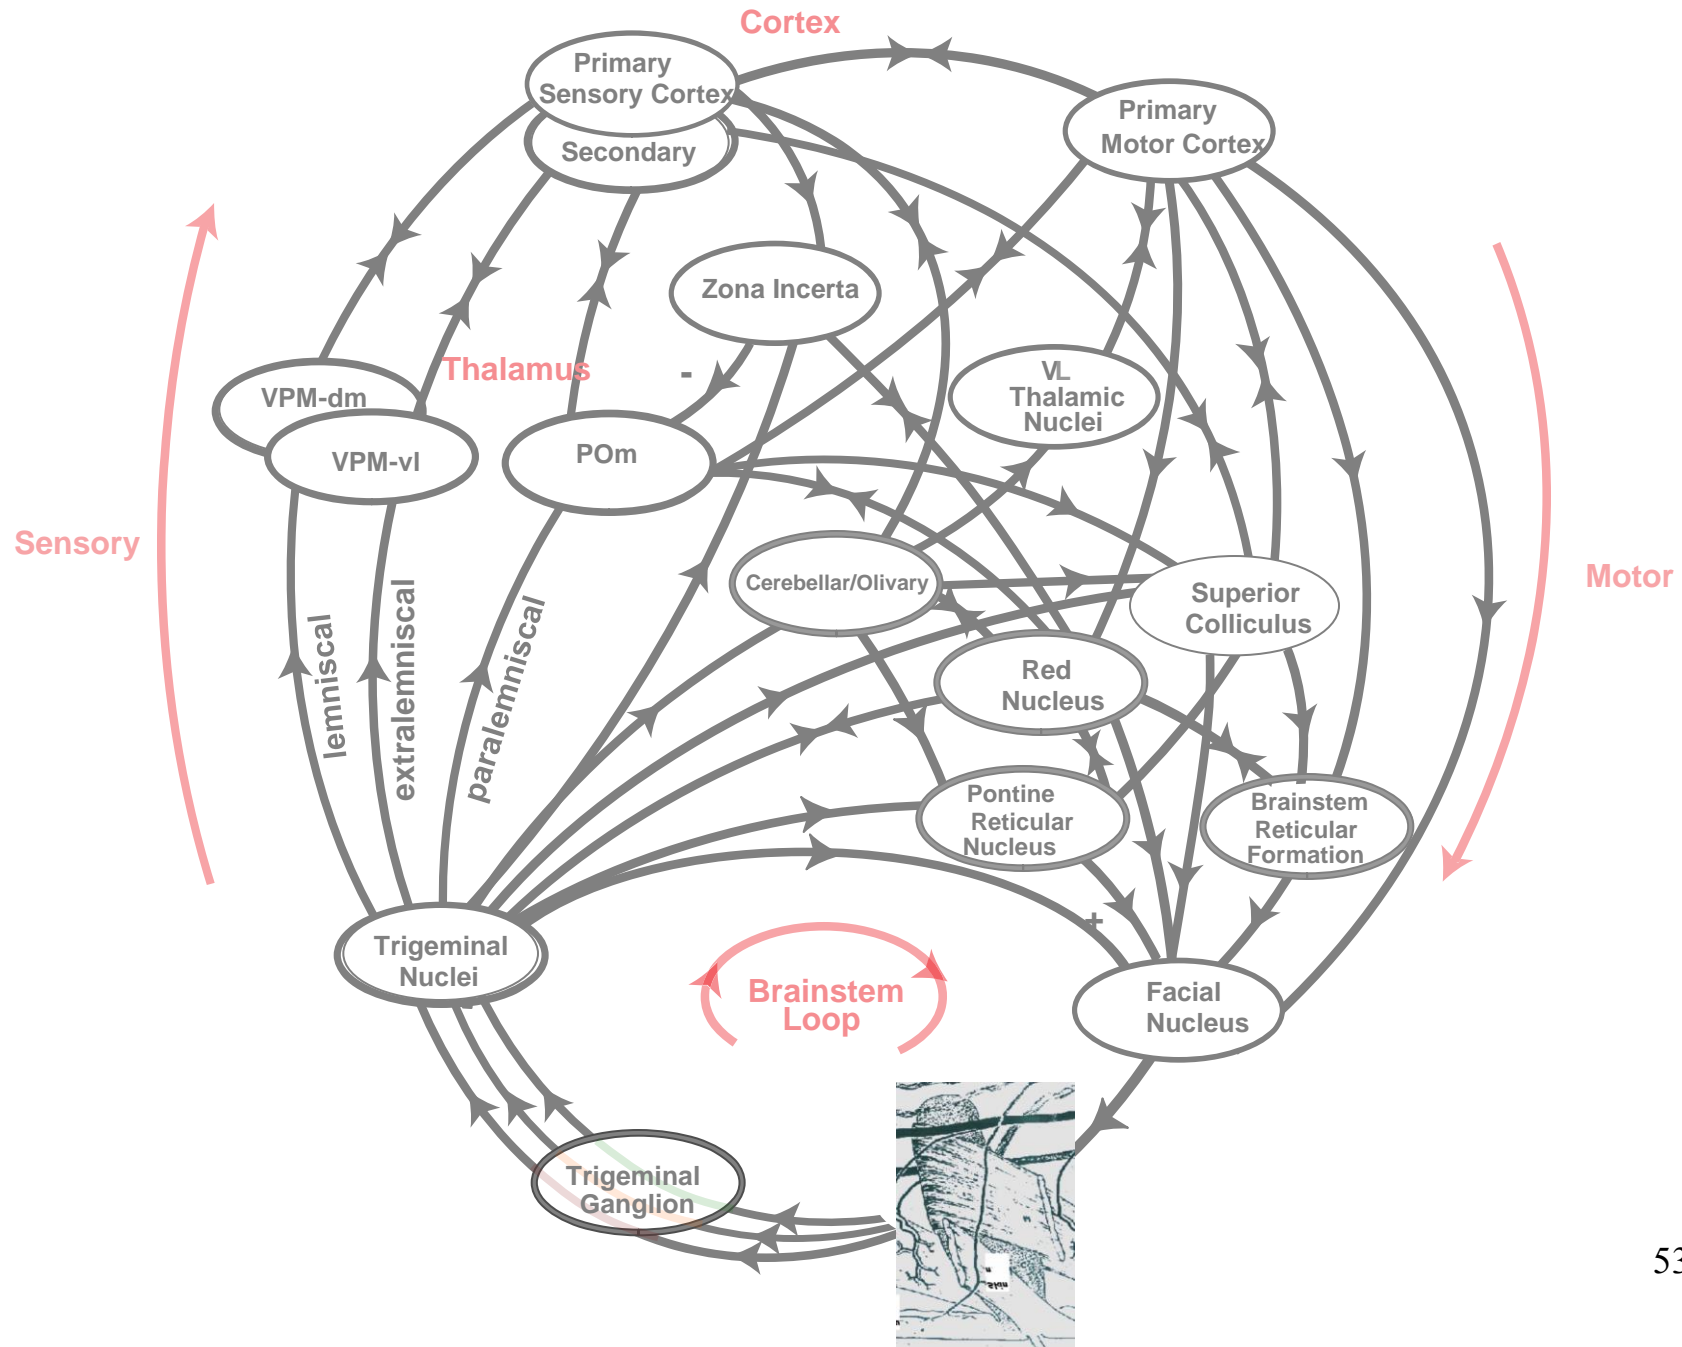 Cortex
Primary
Sensory Cortex
Secondary
Primary
Motor Cortex
Zona Incerta
Thalamus
-
VL
Thalamic
Nuclei
VPM-dm
VPM-vl
POm
Sensory
Motor
Cerebellar/Olivary
Superior
Colliculus
lemniscal
extralemniscal
paralemniscal
Red
Nucleus
Pontine
Reticular
Nucleus
Brainstem
Reticular
Formation
+
Trigeminal
Nuclei
Brainstem
Loop
Facial
Nucleus
Trigeminal
Ganglion
Skin
53